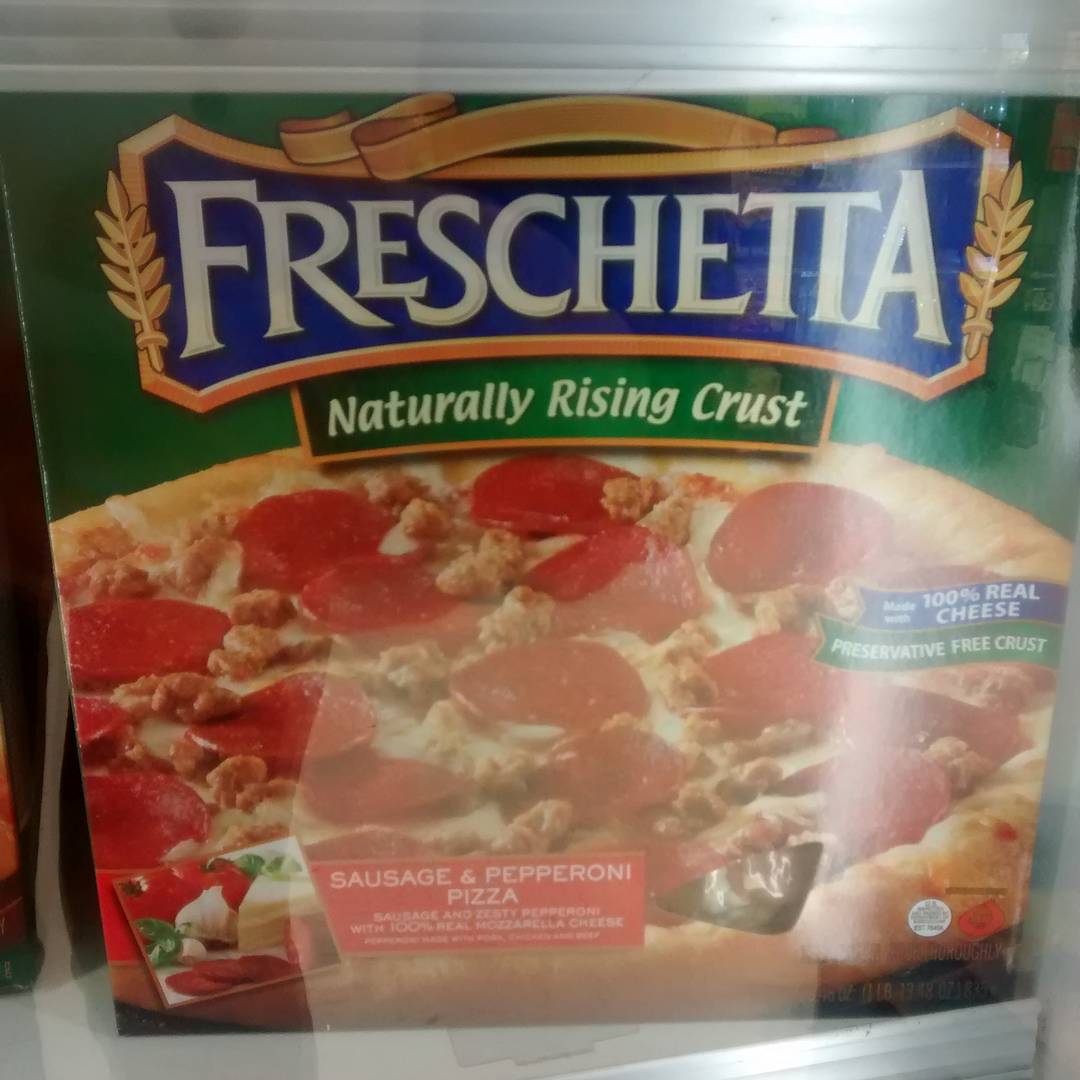 FRESCHETTA
Naturally Rising Crust
Made with 100% REAL CHEESE
PRESERVATIVE FREE CRUST
SAUSAGE & PEPPERONI
PIZZA
SAUSAGE AND ZESTY PEPPERONI
WITH 100% REAL MOZZARELLA CHEESE
PEPPERONI MADE WITH PORK, CHICKEN AND BEEF
THOROUGHLY